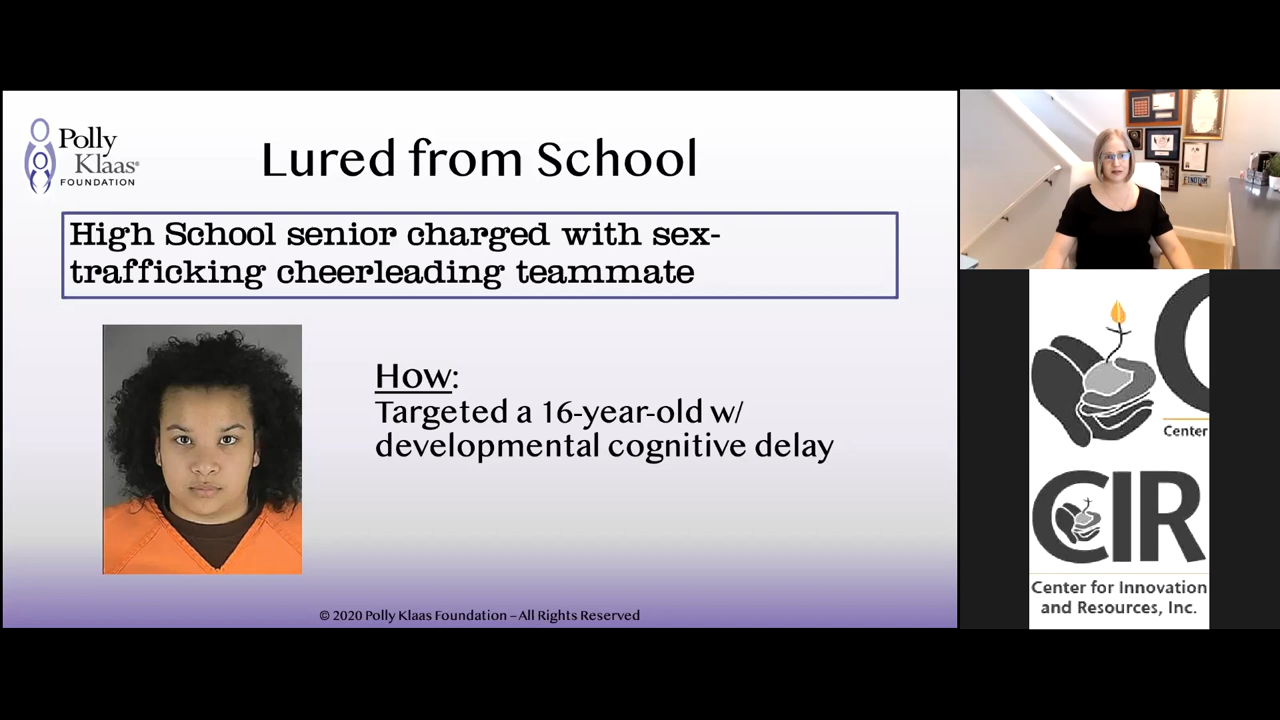 Polly
Klaas®
FOUNDATION
Lured from School
High School senior charged with sex-
trafficking cheerleading teammate
How:
Targeted a 16-year-old w/
developmental cognitive delay
© 2020 Polly Klaas Foundation – All Rights Reserved
Center
CIR
Center for Innovation
and Resources, Inc.